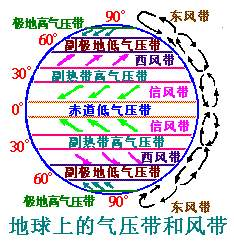 90° 东风带
极地高气压带
60° 副极地低气压带
西风带
30° 副热带高气压带
信风带
0° 赤道低气压带
信风带
30° 副热带高气压带
西风带
60° 副极地低气压带
90° 东风带
极地高气压带
地球上的气压带和风带